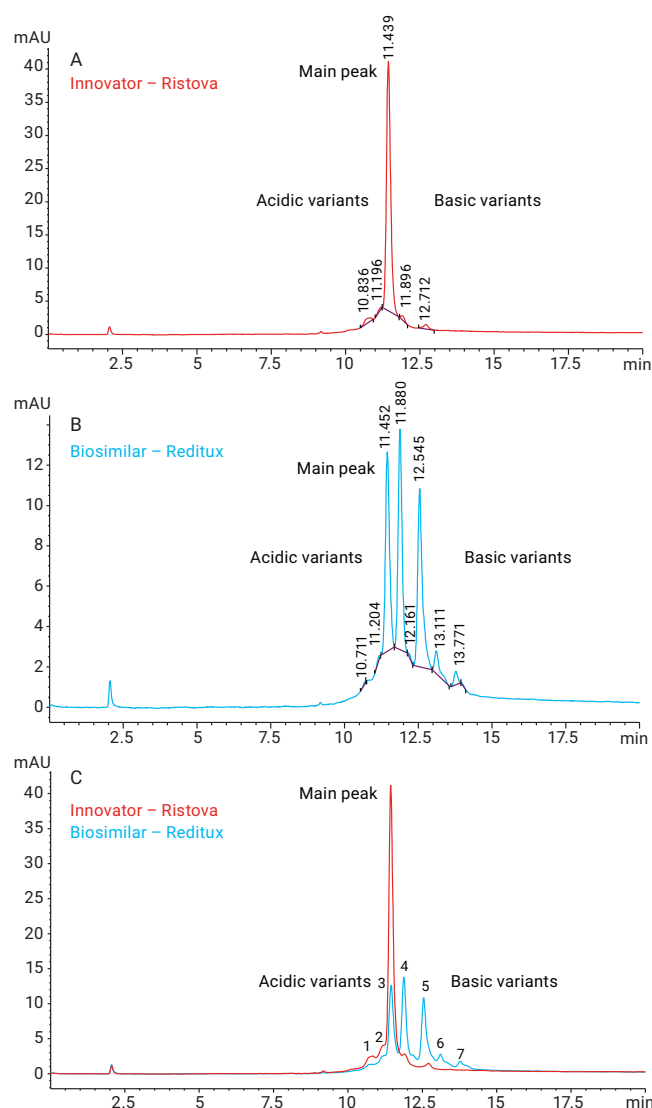 mAU
A
Innovator – Ristova
Main peak
11.439
Acidic variants
Basic variants
10.836
11.196
11.896
12.712
40
35
30
25
20
15
10
5
0
2.5 5 7.5 10 12.5 15 17.5 min
mAU
B
Biosimilar – Reditux
Main peak
11.452
11.880
12.545
Acidic variants
Basic variants
10.711
11.204
12.161
13.111
13.771
12
10
8
6
4
2
0
2.5 5 7.5 10 12.5 15 17.5 min
mAU
C
Innovator – Ristova
Biosimilar – Reditux
Main peak
Acidic variants
Basic variants
1 2 3 4 5 6 7
40
35
30
25
20
15
10
5
0
2.5 5 7.5 10 12.5 15 17.5 min